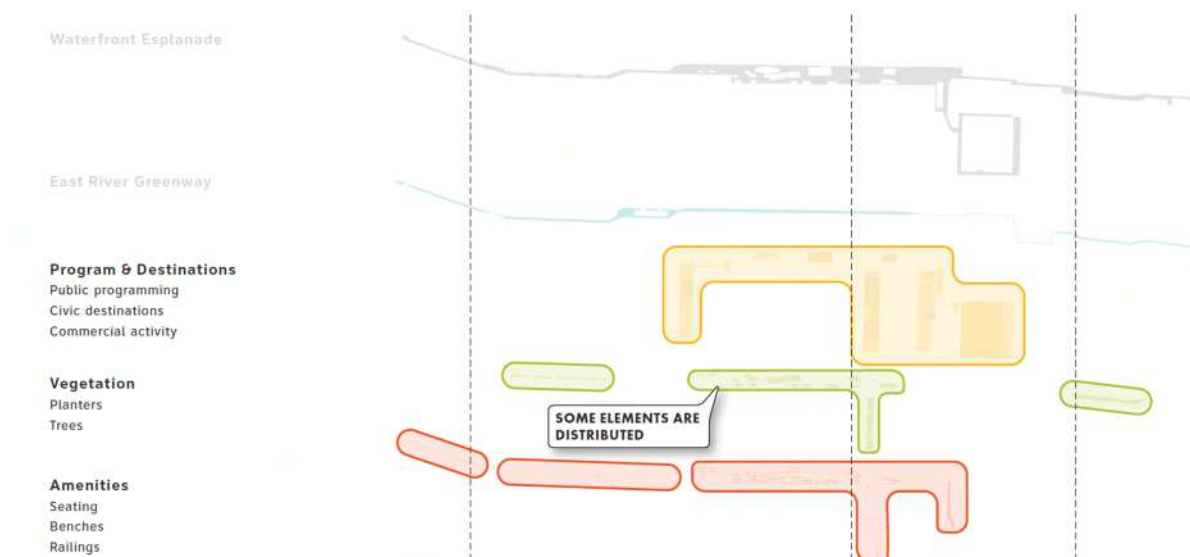 Waterfront Esplanade
East River Greenway
Program & Destinations
Public programming
Civic destinations
Commercial activity
Vegetation
Planters
Trees
SOME ELEMENTS ARE
DISTRIBUTED
Amenities
Seating
Benches
Railings